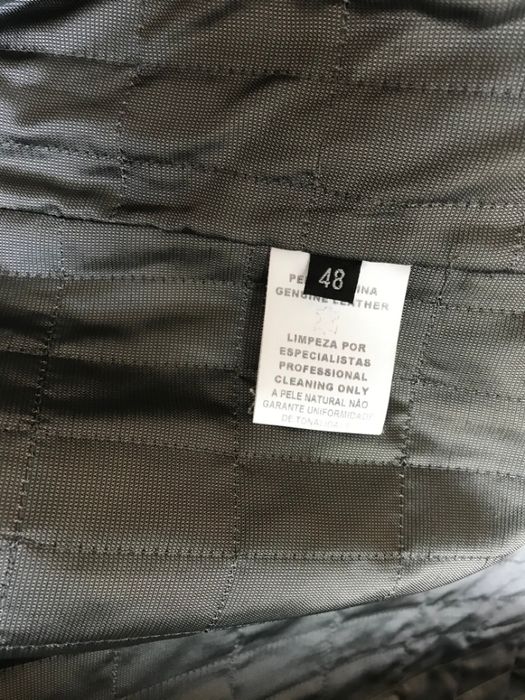 48
GENUINE LEATHER
LIMPEZA POR
ESPECIALISTAS
PROFESSIONAL
CLEANING ONLY
A PELE NATURAL NÃO
GARANTE UNIFORMIDADE
DE